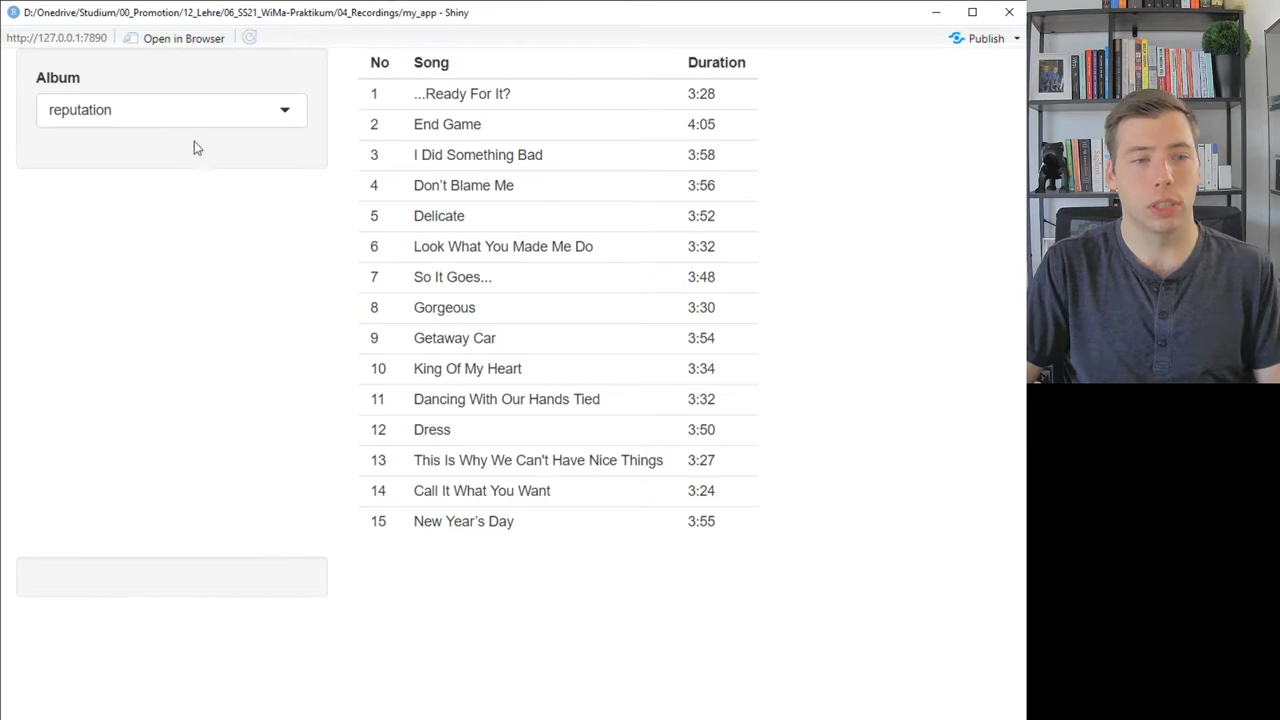 D:/Onedrive/Studium/00_Promotion/12_Lehre/06_SS21_WiMa-Praktikum/04_Recordings/my_app - Shiny
http://127.0.0.1:7890 Open in Browser Publish
Album
reputation
No Song Duration
1 ...Ready For It? 3:28
2 End Game 4:05
3 I Did Something Bad 3:58
4 Don’t Blame Me 3:56
5 Delicate 3:52
6 Look What You Made Me Do 3:32
7 So It Goes... 3:48
8 Gorgeous 3:30
9 Getaway Car 3:54
10 King Of My Heart 3:34
11 Dancing With Our Hands Tied 3:32
12 Dress 3:50
13 This Is Why We Can't Have Nice Things 3:27
14 Call It What You Want 3:24
15 New Year’s Day 3:55